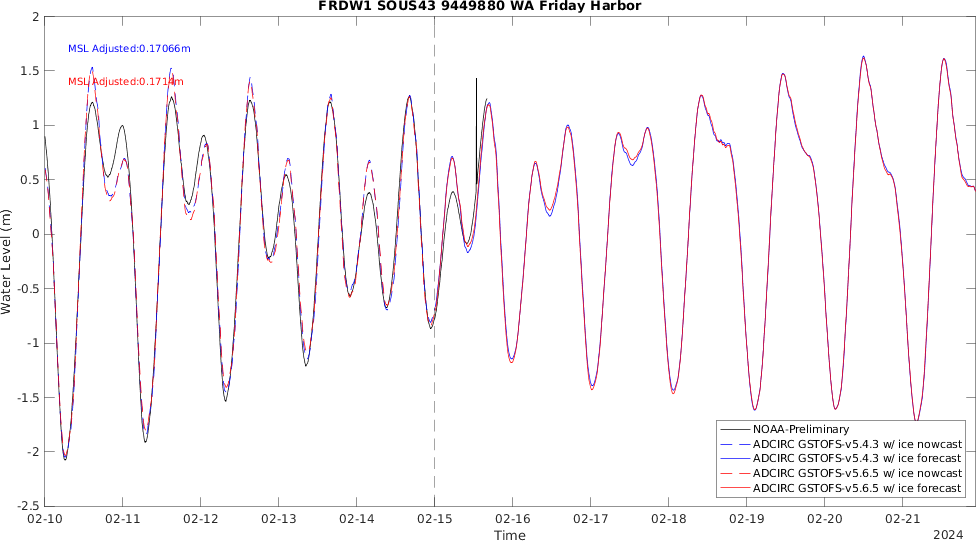 FRDW1 SOUS43 9449880 WA Friday Harbor
2
MSL Adjusted:0.17066m
1.5
MSL Adjusted:0.1714m
1
0.5
0
-0.5
-1
-1.5
-2
-2.5
Water Level (m)
NOAA-Preliminary
ADCIRC GSTOFS-v5.4.3 w/ ice nowcast
ADCIRC GSTOFS-v5.4.3 w/ ice forecast
ADCIRC GSTOFS-v5.6.5 w/ ice nowcast
ADCIRC GSTOFS-v5.6.5 w/ ice forecast
02-10 02-11 02-12 02-13 02-14 02-15 02-16 02-17 02-18 02-19 02-20 02-21
Time
2024